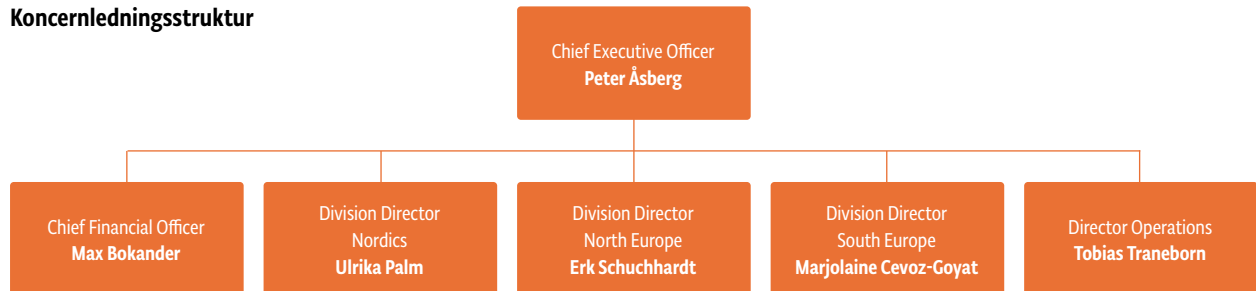 Koncernledningsstruktur
Chief Executive Officer
Peter Åsberg
Chief Financial Officer
Max Bokander
Division Director
Nordics
Ulrika Palm
Division Director
North Europe
Erk Schuchhardt
Division Director
South Europe
Marjolaine Cevoz-Goyat
Director Operations
Tobias Traneborn